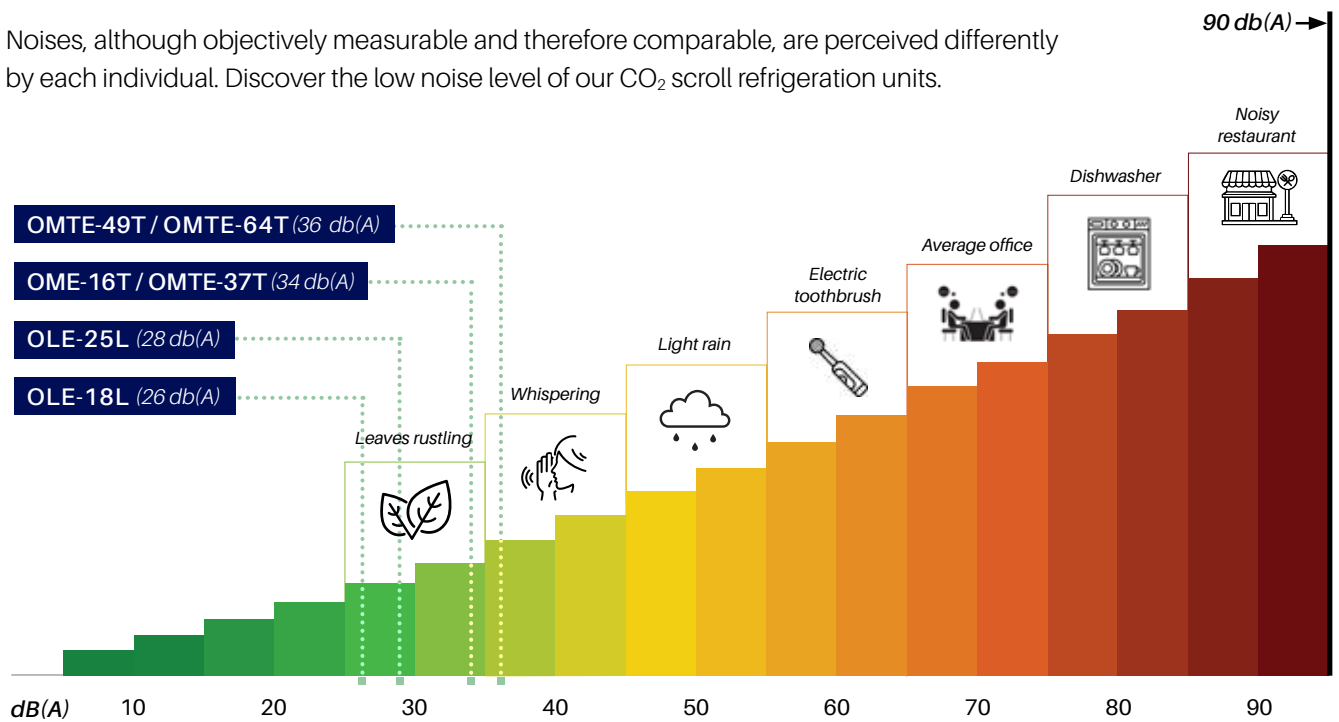 90 db(A)
Noises, although objectively measurable and therefore comparable, are perceived differently
by each individual. Discover the low noise level of our CO₂ scroll refrigeration units.
Noisy
restaurant
Dishwasher
OMTE-49T / OMTE-64T (36 db(A)
Average office
OME-16T / OMTE-37T (34 db(A)
Electric
toothbrush
OLE-25L (28 db(A)
Light rain
OLE-18L (26 db(A)
Whispering
Leaves rustling
dB(A) 10 20 30 40 50 60 70 80 90